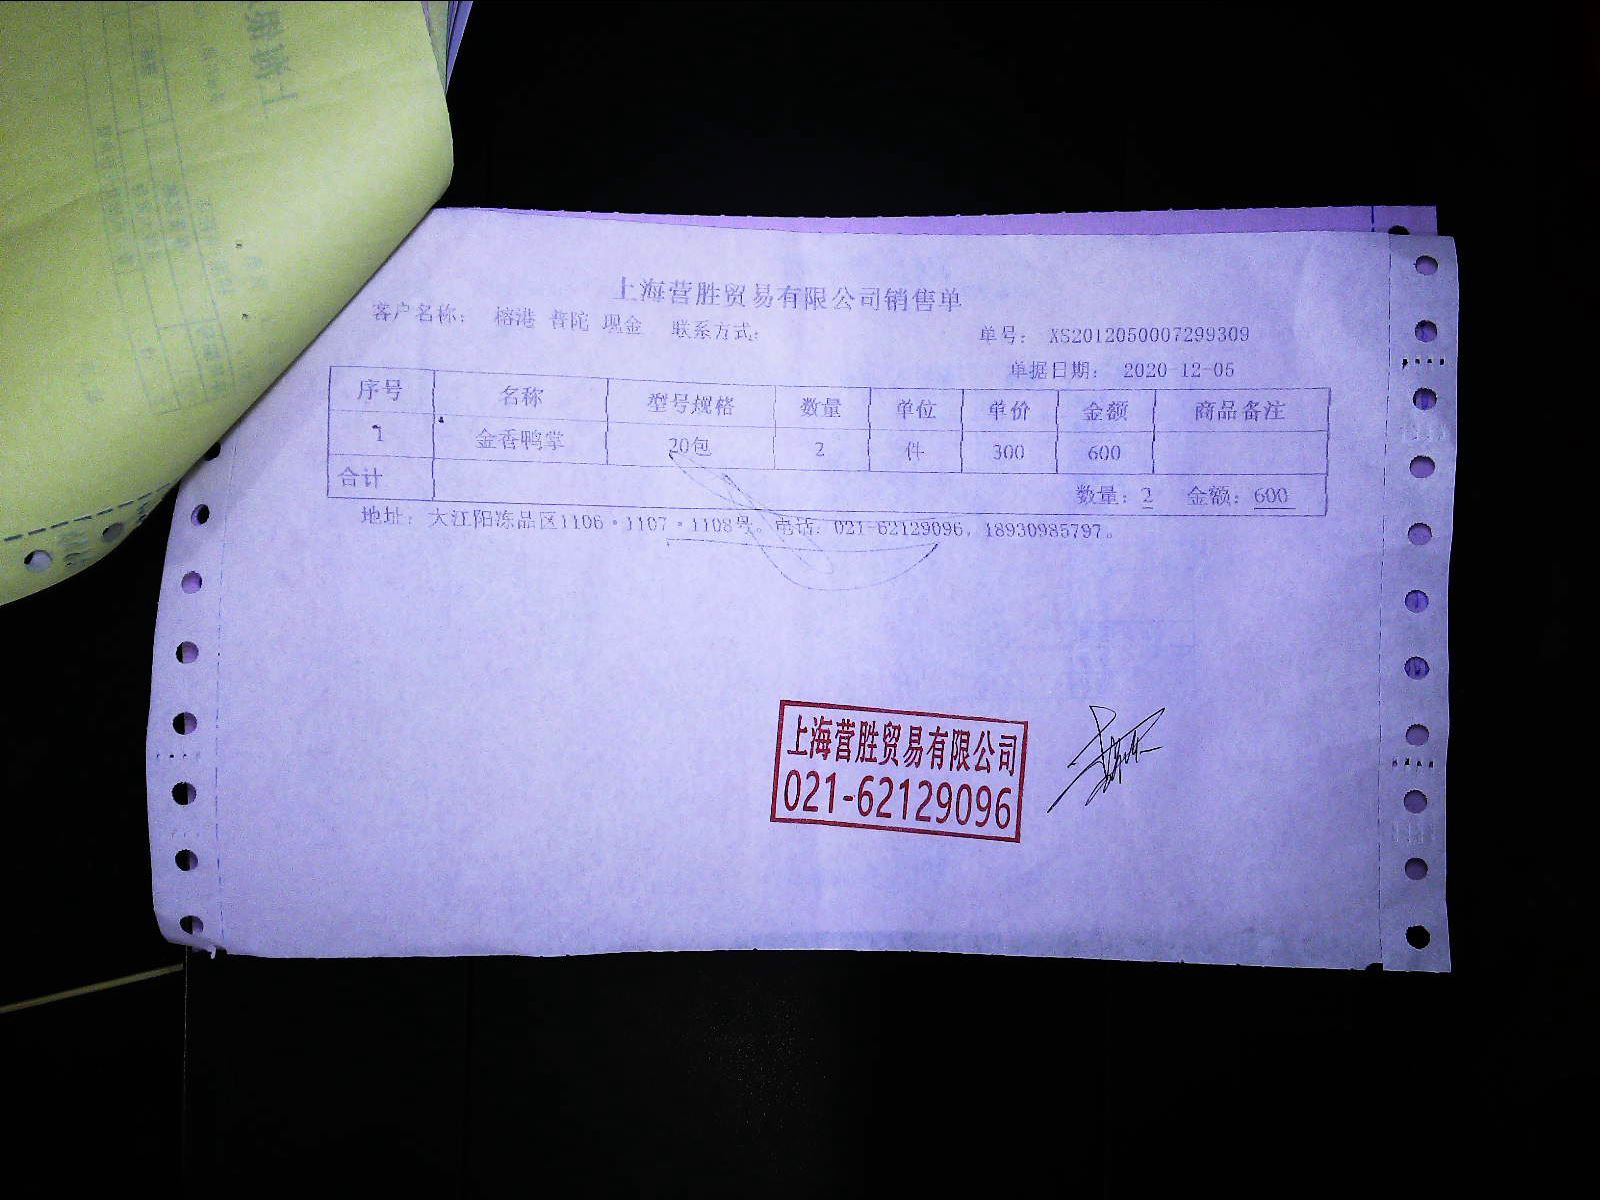 上海营胜贸易有限公司销售单
客户名称： 榕港 普陀 现金 联系方式： 单号： XS2012050007299309
单据日期： 2020-12-05
序号 名称 型号规格 数量 单位 单价 金额 商品备注
1 金香鸭掌 20包 2 件 300 600
合计 数量：2 金额：600
地址：大江阳冻品区1106·1107·1108号。电话：021-62129096，18930985797。
上海营胜贸易有限公司
021-62129096